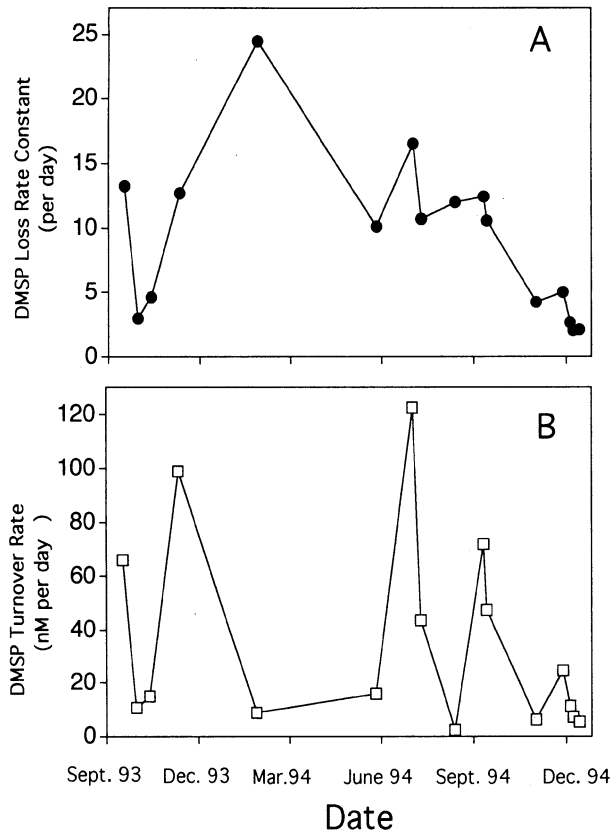 A
25
20
15
10
5
0
DMSP Loss Rate Constant
(per day)
B
120
100
80
60
40
20
0
DMSP Turnover Rate
(nM per day )
Sept. 93 Dec. 93 Mar.94 June 94 Sept. 94 Dec. 94
Date